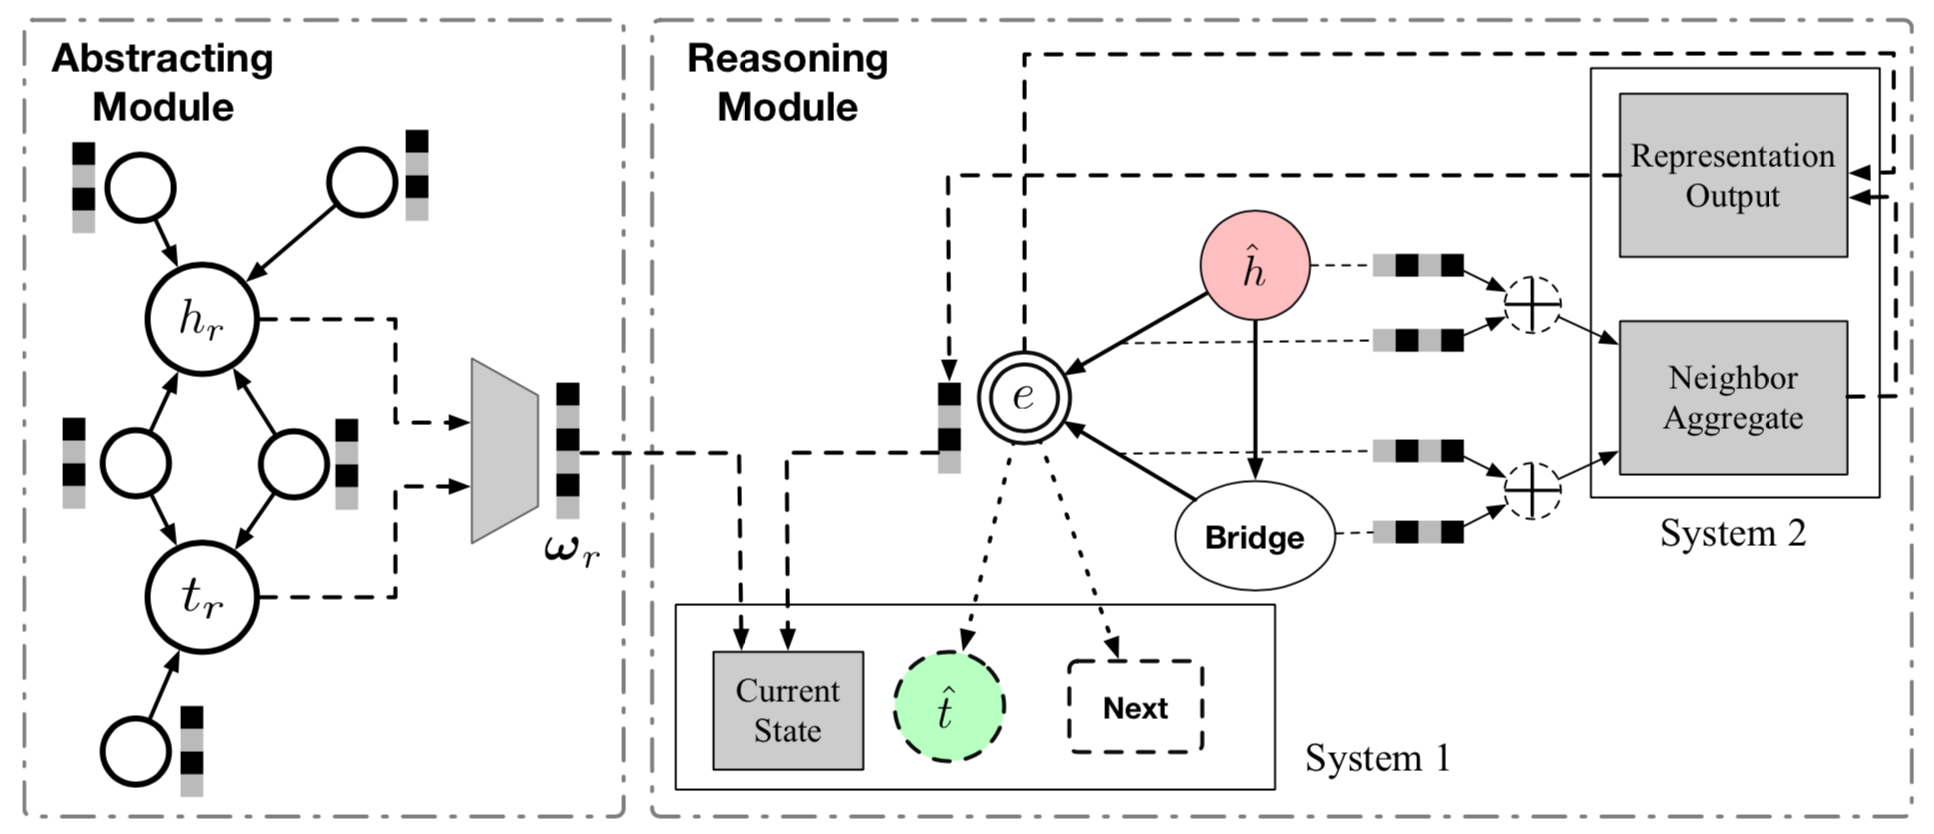 Abstracting
Module
h_r
t_r
ω_r
Reasoning
Module
ĥ
e
Bridge
Representation
Output
Neighbor
Aggregate
System 2
Current
State
t̂
Next
System 1